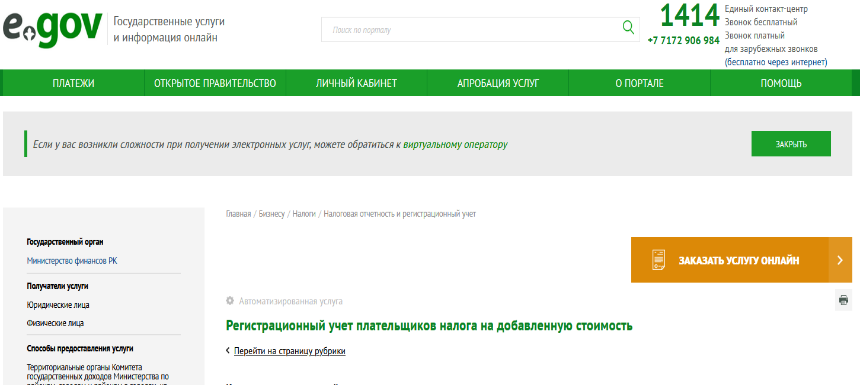 e.gov
Государственные услуги
и информация онлайн
Поиск по порталу
1414
+7 7172 906 984
Единый контакт-центр
Звонок бесплатный
Звонок платный
для зарубежных звонков
(бесплатно через интернет)
ПЛАТЕЖИ
ОТКРЫТОЕ ПРАВИТЕЛЬСТВО
ЛИЧНЫЙ КАБИНЕТ
АПРОБАЦИЯ УСЛУГ
О ПОРТАЛЕ
ПОМОЩЬ
Если у вас возникли сложности при получении электронных услуг, можете обратиться к виртуальному оператору
ЗАКРЫТЬ
Государственный орган
Министерство финансов РК
Получатели услуги
Юридические лица
Физические лица
Способы предоставления услуги
Территориальные органы Комитета
государственных доходов Министерства по
Главная / Бизнесу / Налоги / Налоговая отчетность и регистрационный учет
ЗАКАЗАТЬ УСЛУГУ ОНЛАЙН
Автоматизированная услуга
Регистрационный учет плательщиков налога на добавленную стоимость
Перейти на страницу рубрики